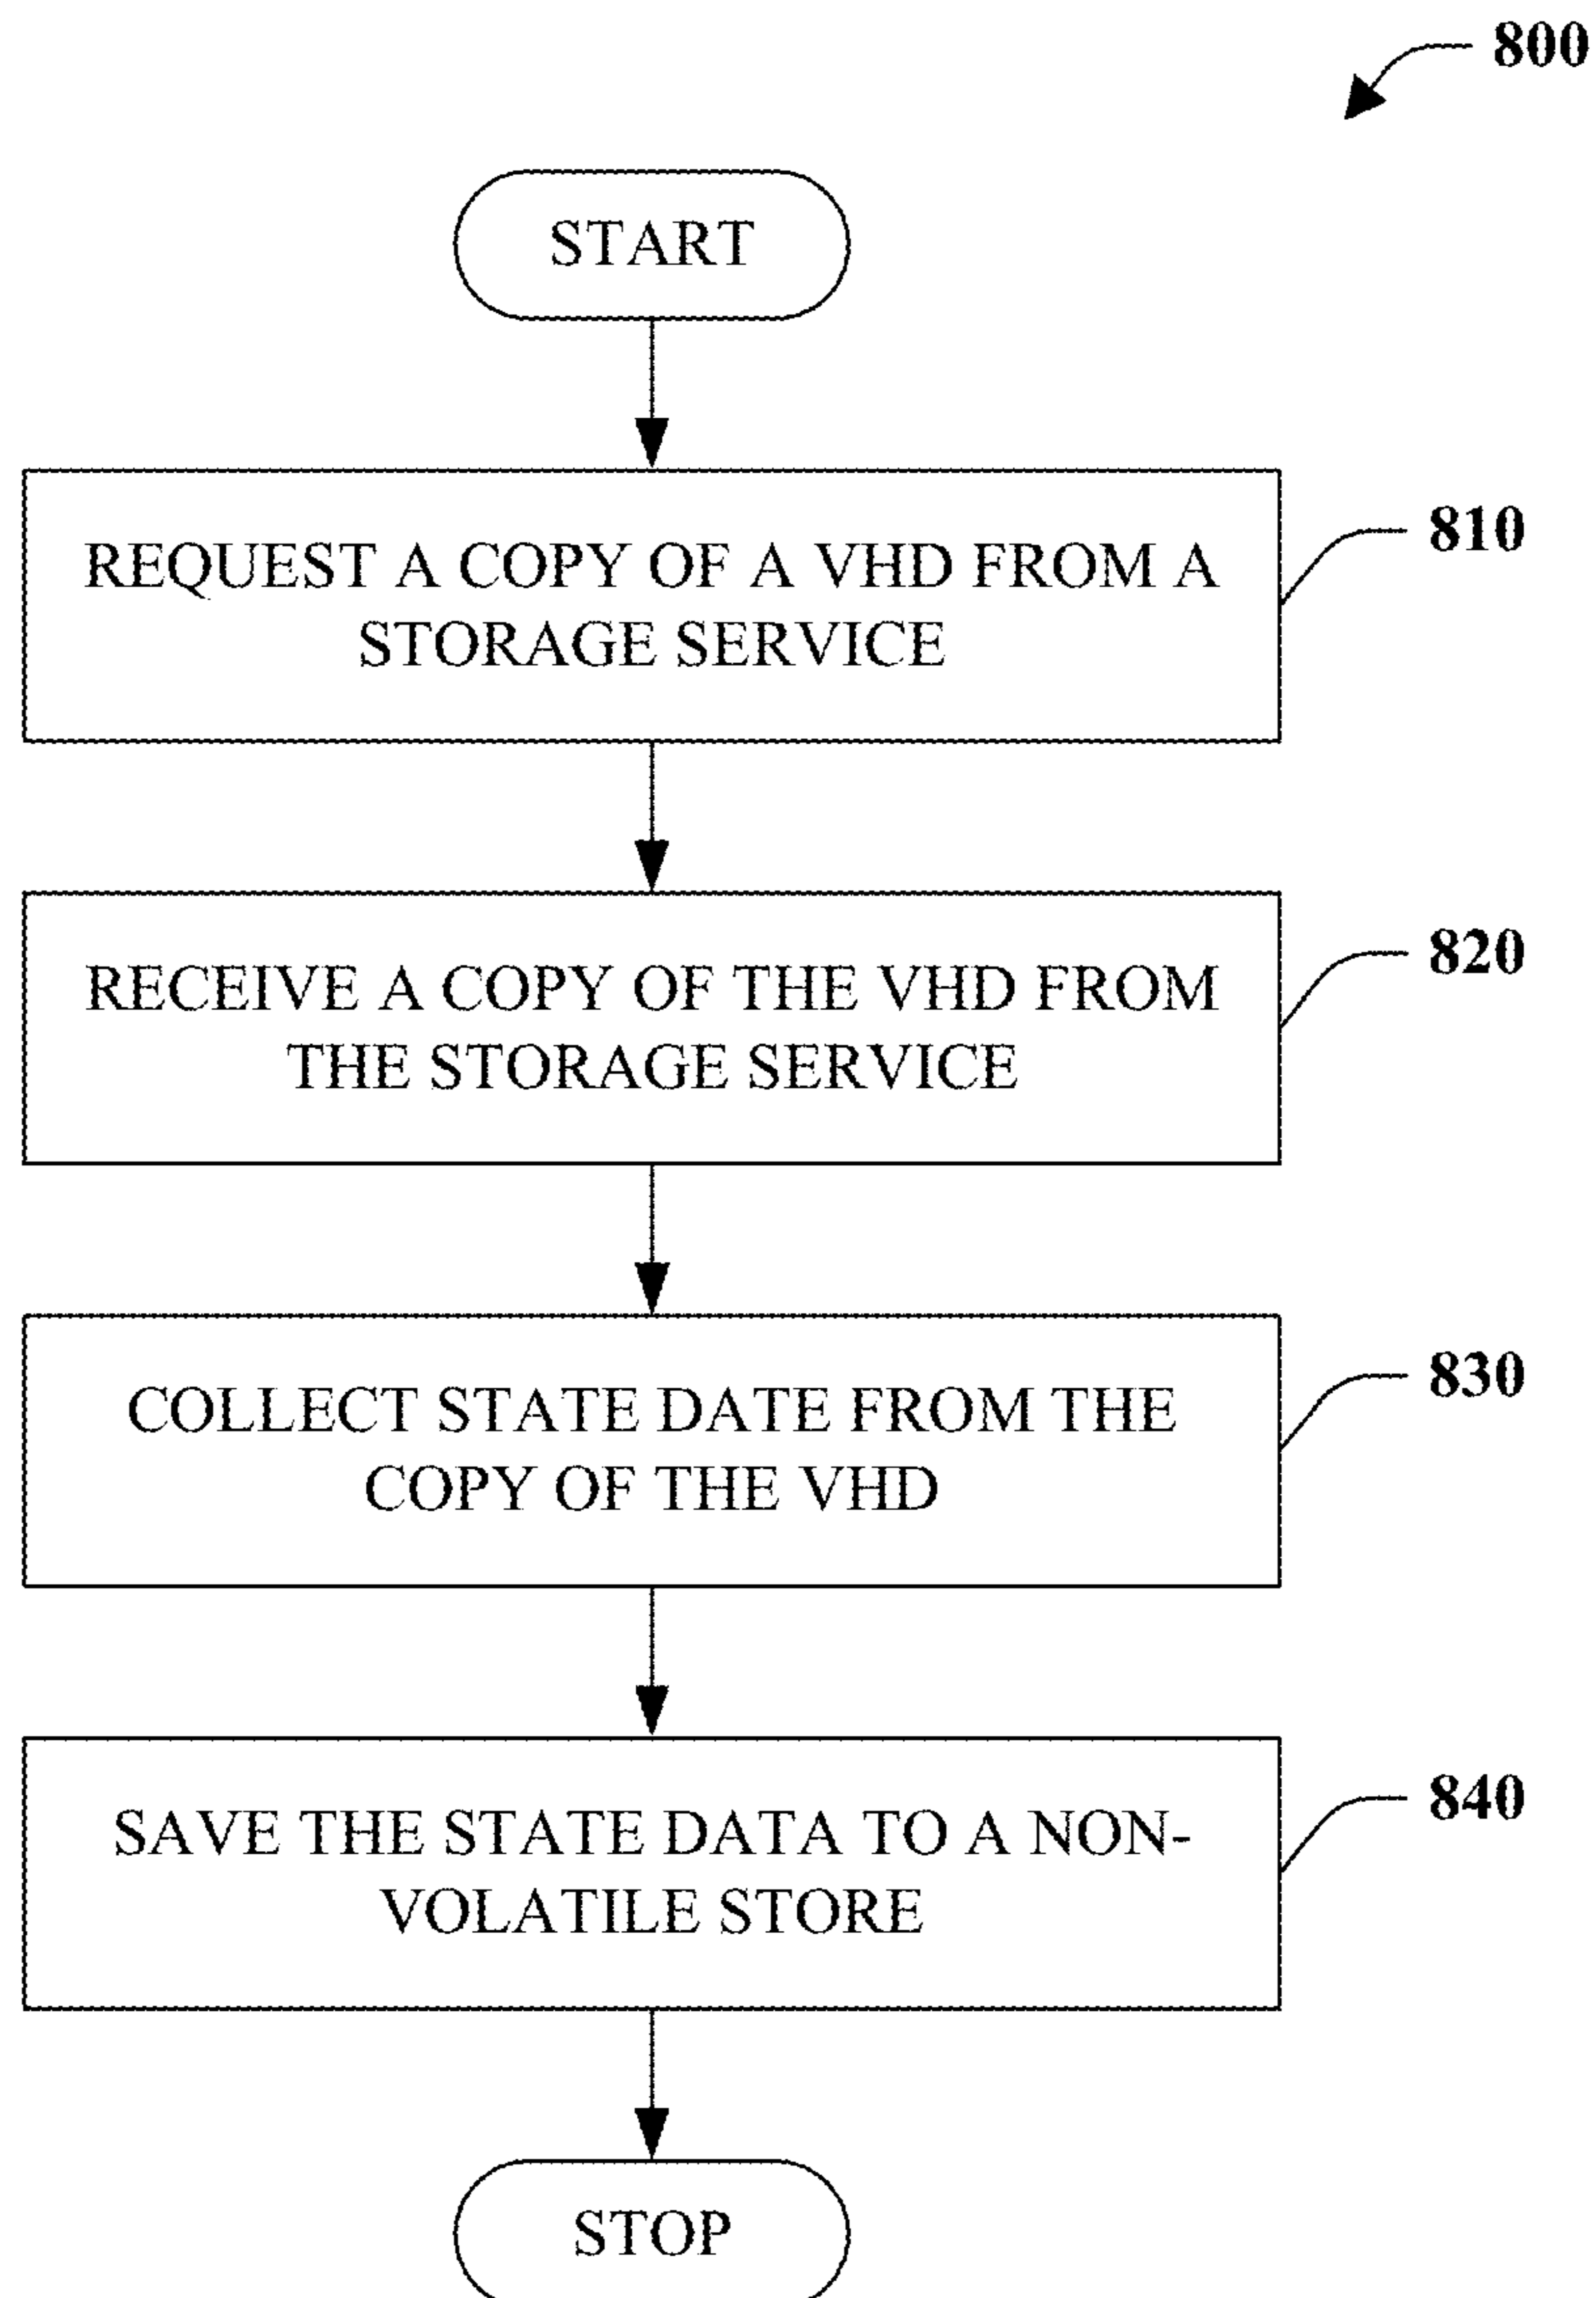 800
START
REQUEST A COPY OF A VHD FROM A
STORAGE SERVICE
810
RECEIVE A COPY OF THE VHD FROM
THE STORAGE SERVICE
820
COLLECT STATE DATE FROM THE
COPY OF THE VHD
830
SAVE THE STATE DATA TO A NON-
VOLATILE STORE
840
STOP